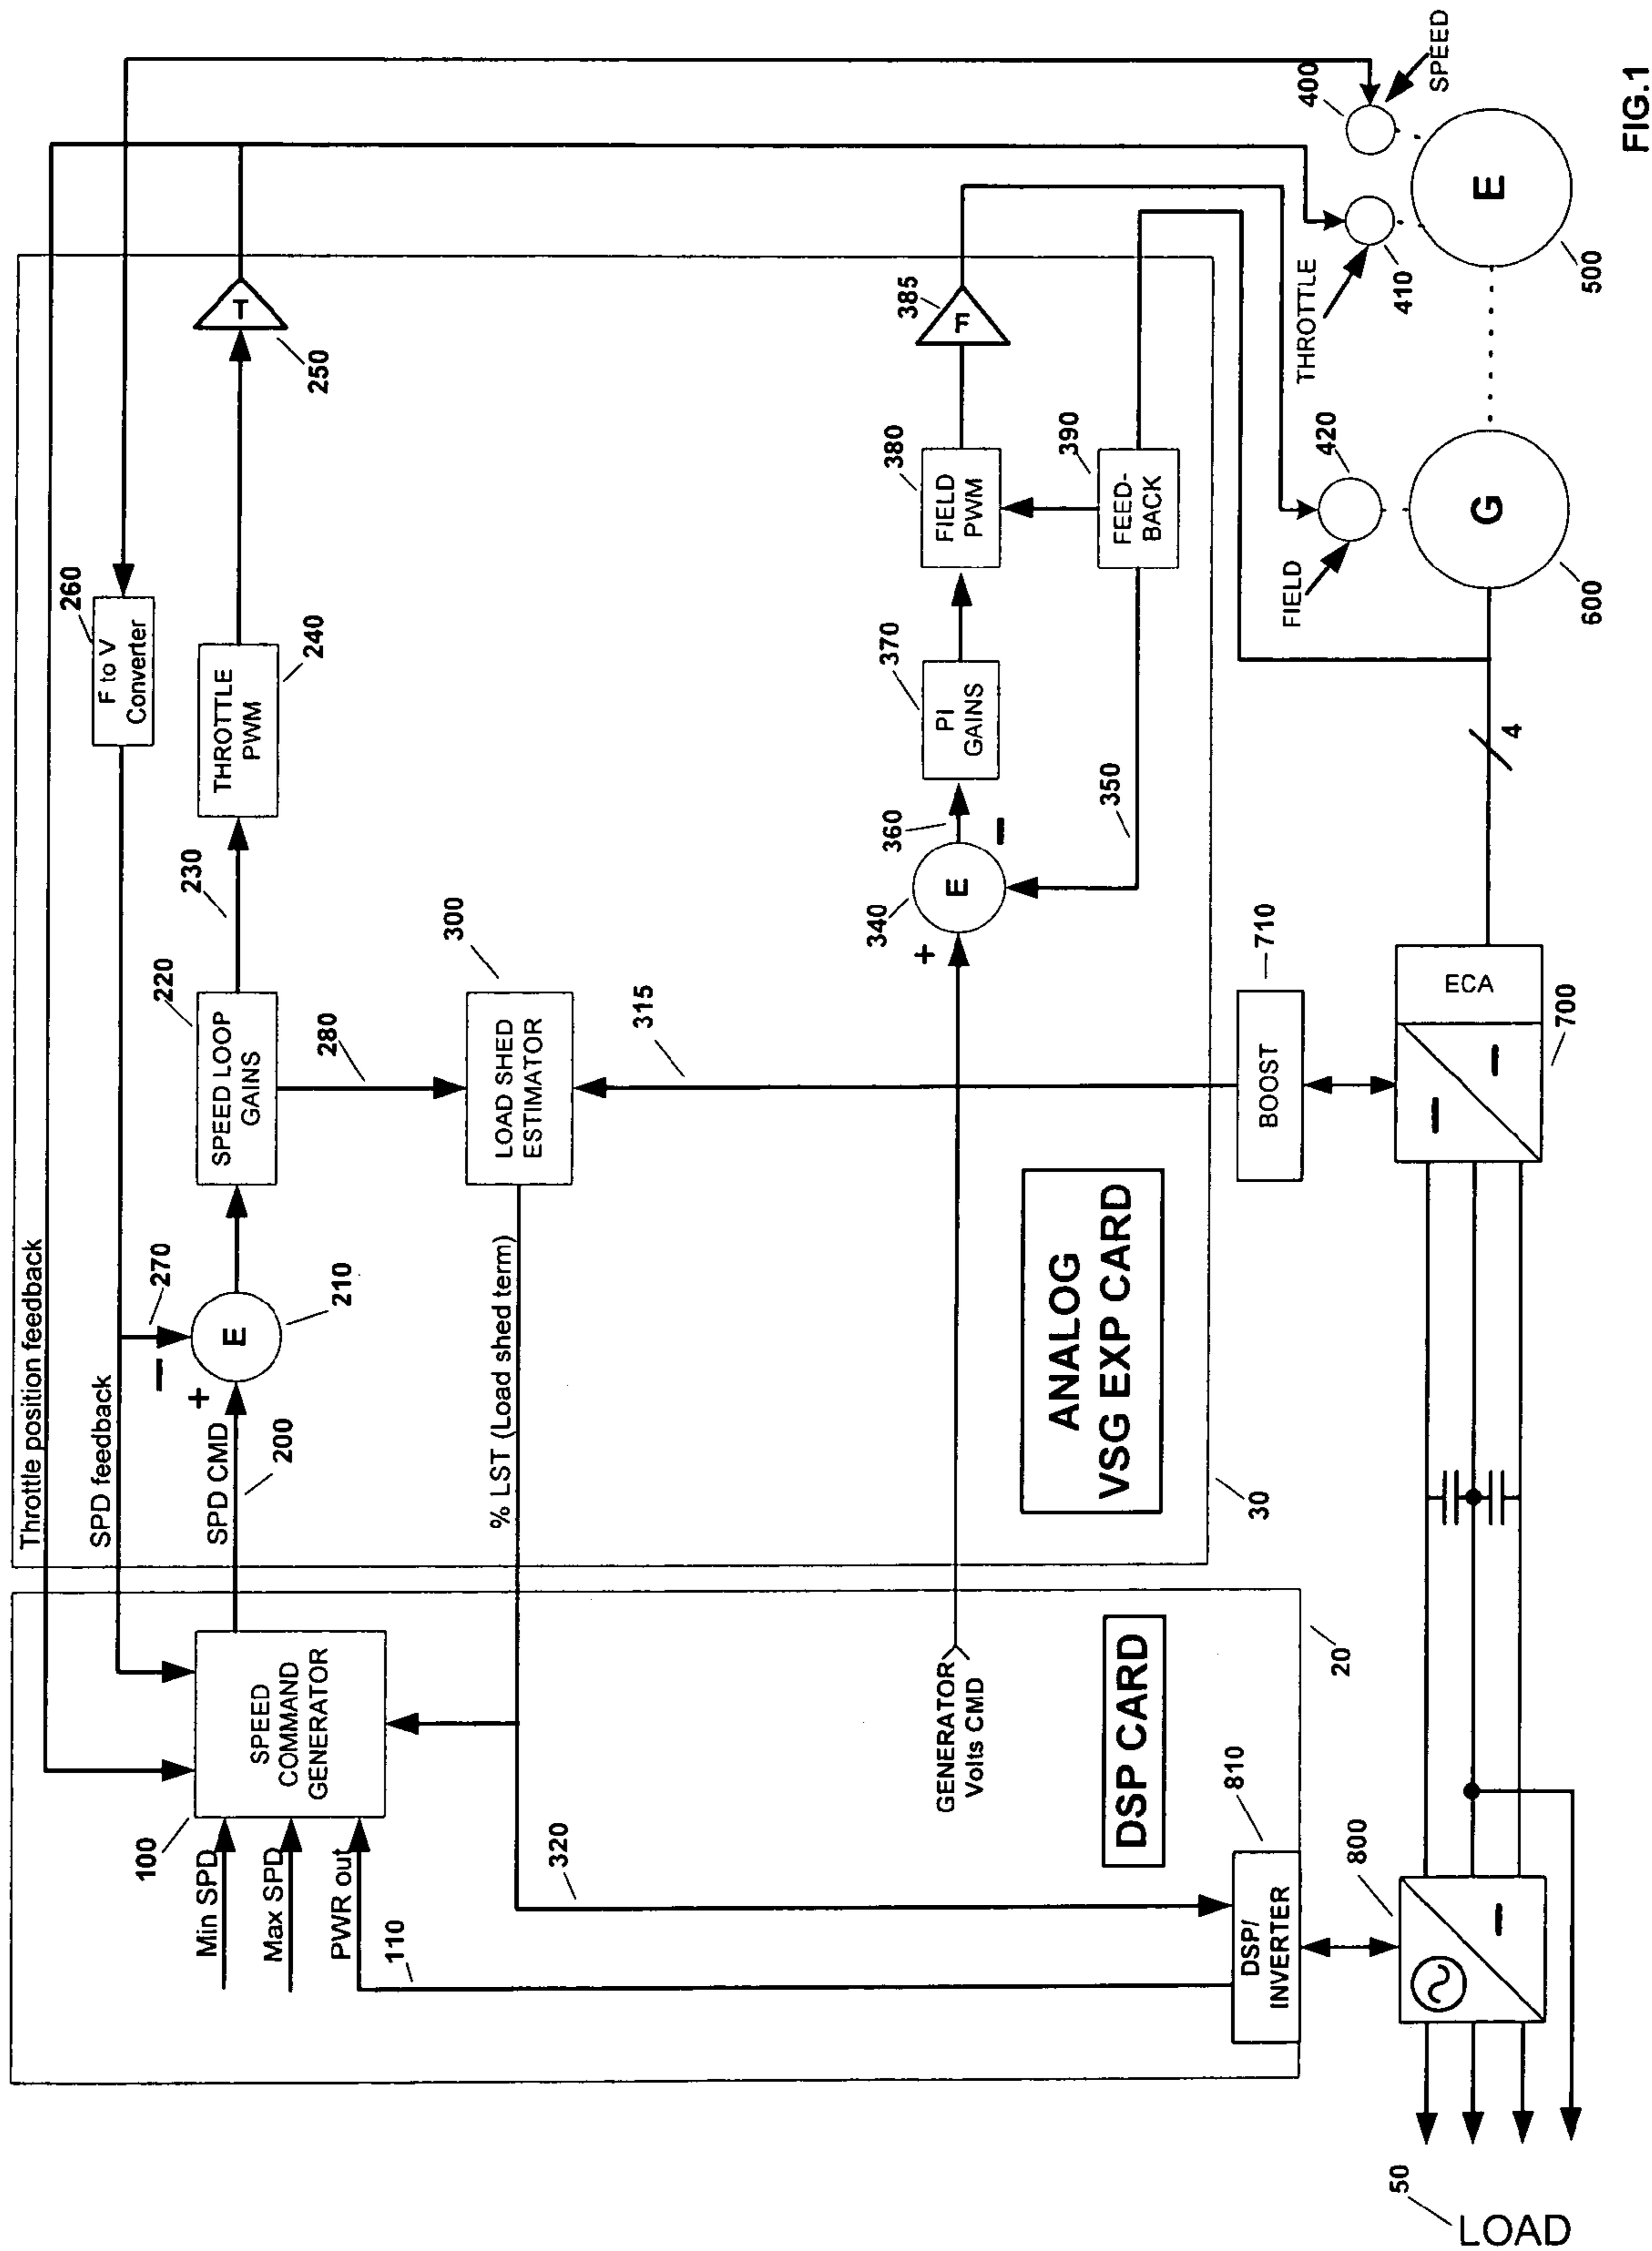 Throttle position feedback
SPD feedback
260
F to V
Converter
270
–
+
SPD CMD
200
E
210
220
SPEED LOOP
GAINS
230
THROTTLE
PWM
240
T
250
100
SPEED
COMMAND
GENERATOR
Min SPD
Max SPD
PWR out
110
280
300
LOAD SHED
ESTIMATOR
315
% LST (Load shed term)
320
GENERATOR
Volts CMD
340
+
E
–
350
360
370
PI
GAINS
380
FIELD
PWM
385
F
390
FEED-
BACK
DSP CARD
20
ANALOG
VSG EXP CARD
30
810
DSP/
INVERTER
710
BOOST
800
700
ECA
4
FIELD
420
G
600
THROTTLE
410
400
SPEED
E
500
50
LOAD
FIG.1